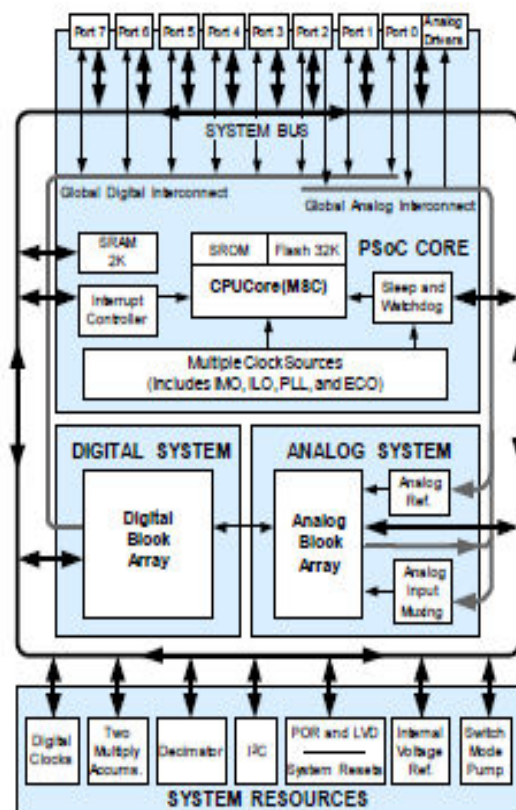 Port 7 Port 6 Port 5 Port 4 Port 3 Port 2 Port 1 Port 0 Analog
Drivers
SYSTEM BUS
Global Digital Interconnect
Global Analog Interconnect
SRAM
2K
SROM Flash 32K
PSoC CORE
CPUCore(M8C)
Interrupt
Controller
Sleep and
Watchdog
Multiple Clock Sources
(Includes IMO, ILO, PLL, and ECO)
DIGITAL SYSTEM
ANALOG SYSTEM
Digital
Block
Array
Analog
Block
Array
Analog
Ref.
Analog
Input
Muxing
Digital
Clocks
Two
Multiply
Accums.
Decimator
I²C
POR and LVD
System Resets
Internal
Voltage
Ref.
Switch
Mode
Pump
SYSTEM RESOURCES